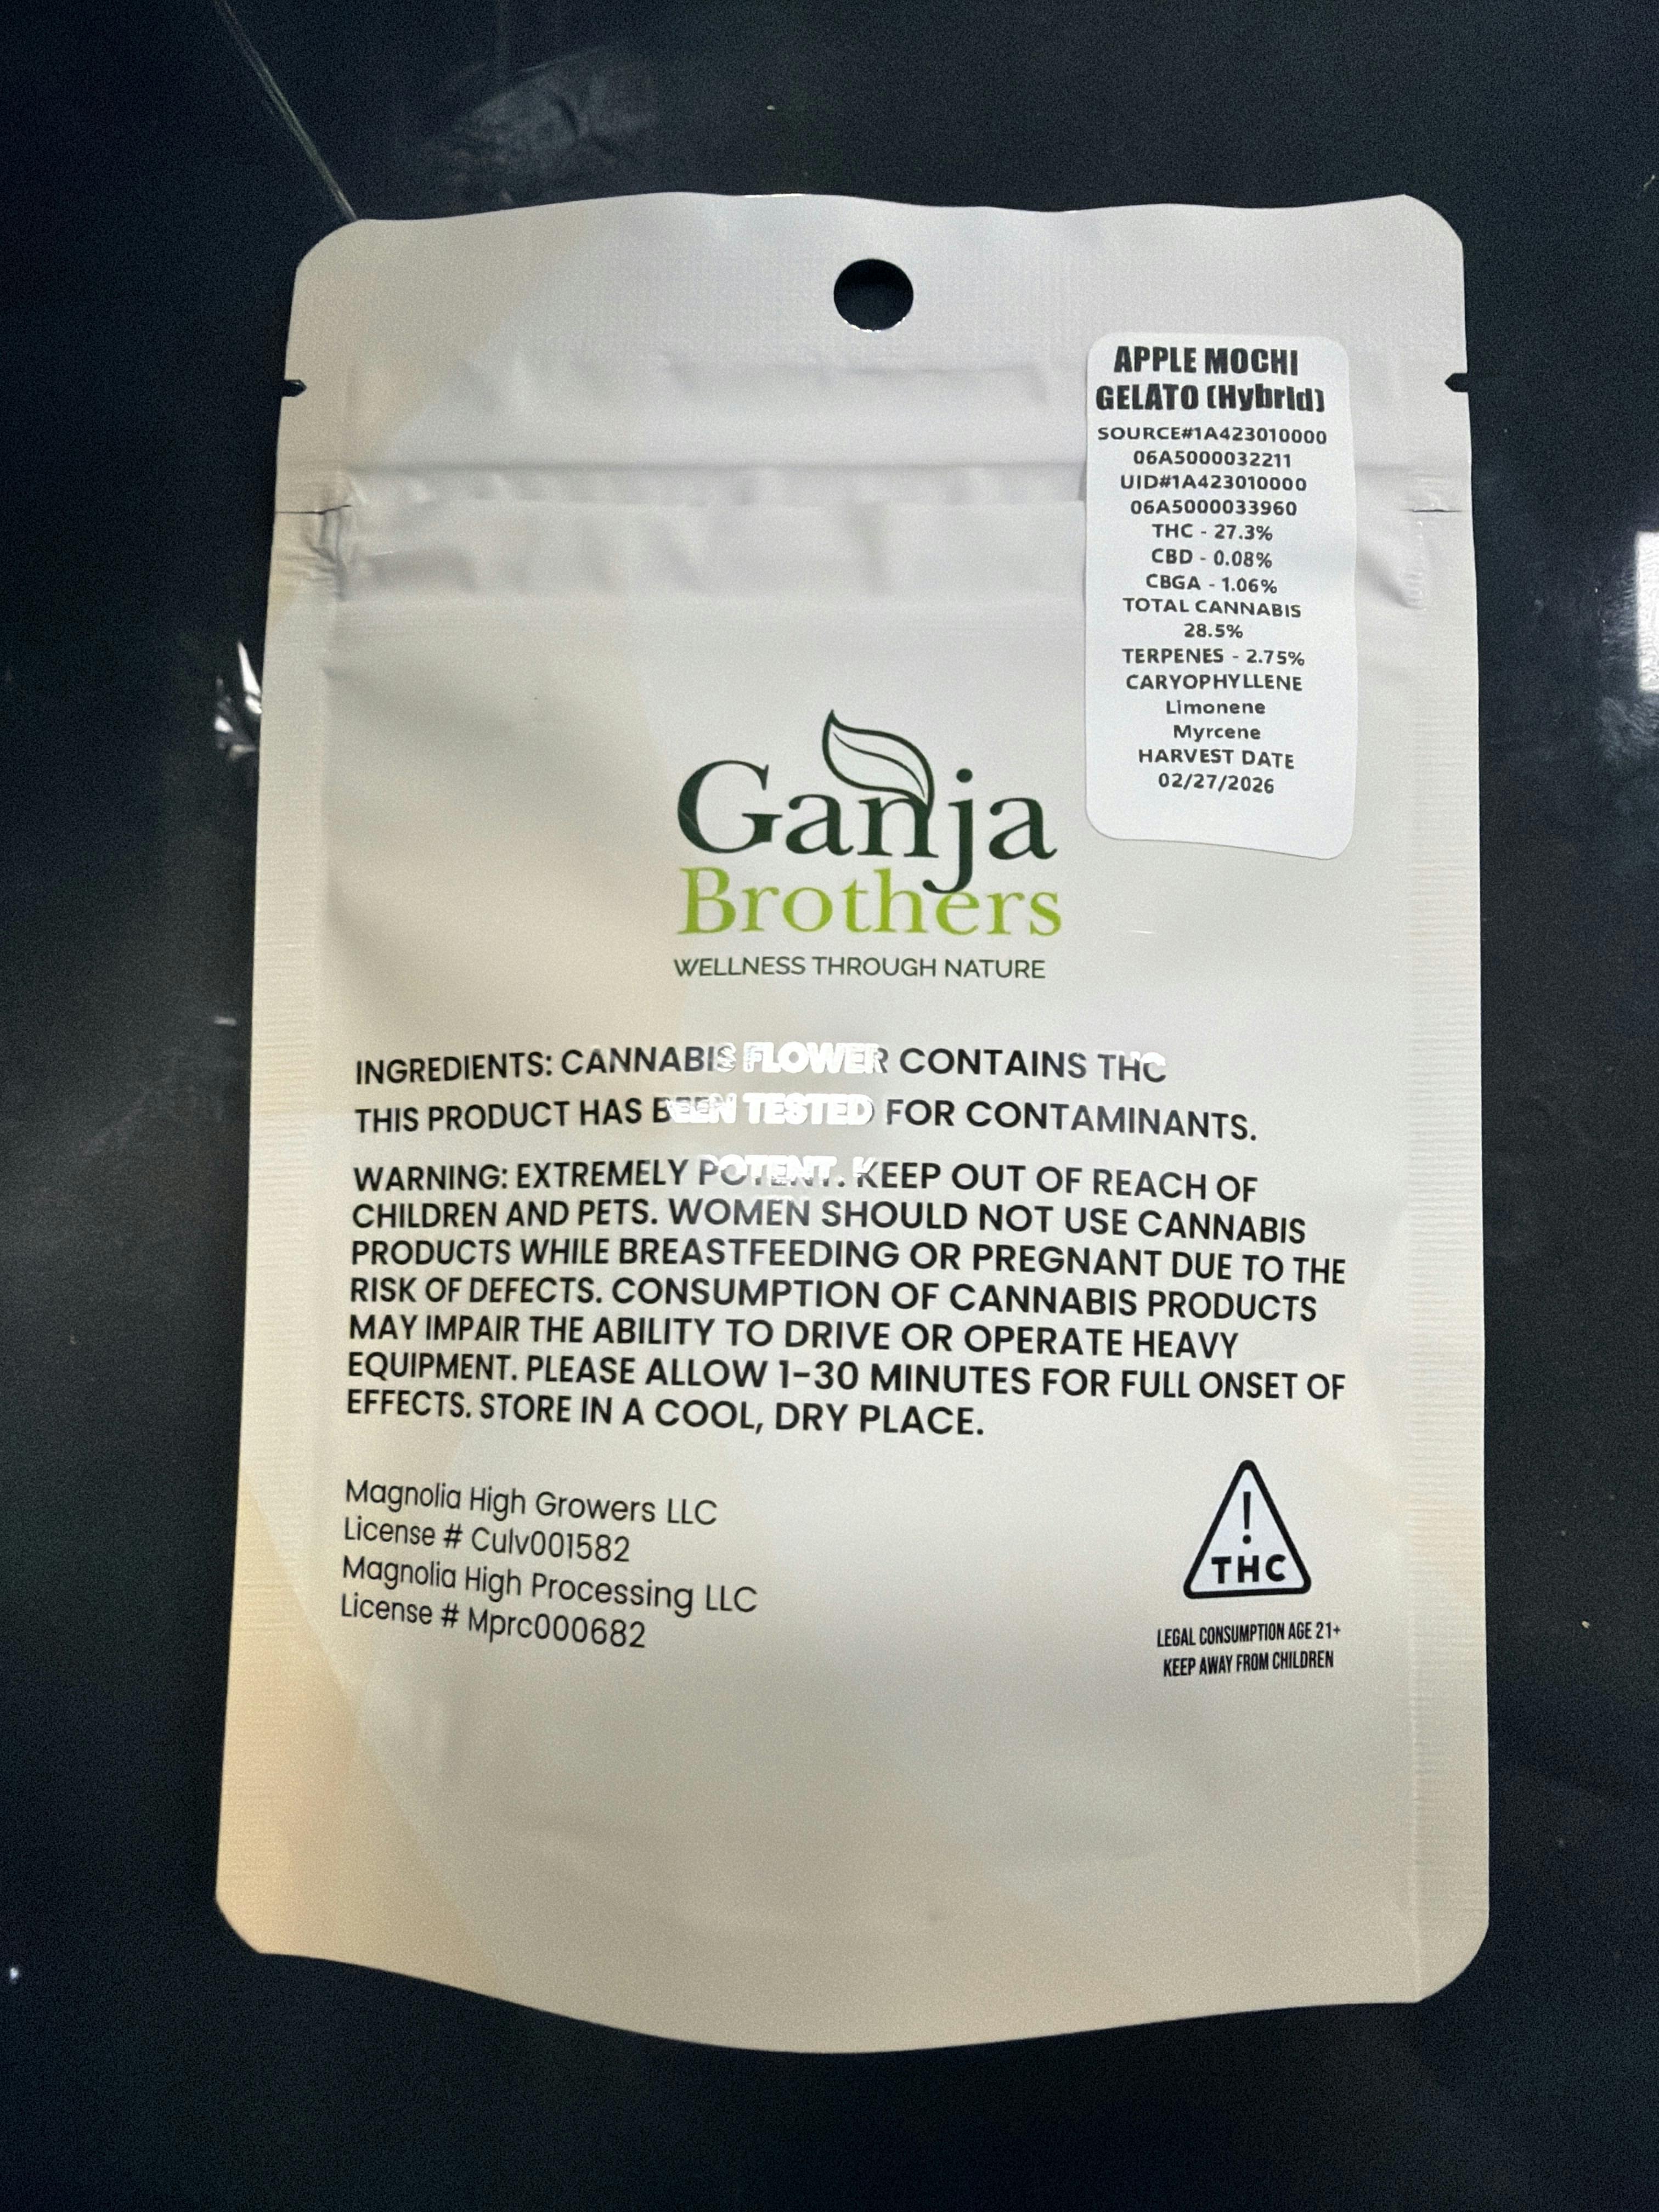 APPLE MOCHI
GELATO (Hybrid)
SOURCE#1A423010000
06A5000032211
UID#1A423010000
06A5000033960
THC - 27.3%
CBD - 0.08%
CBGA - 1.06%
TOTAL CANNABIS
28.5%
TERPENES - 2.75%
CARYOPHYLLENE
Limonene
Myrcene
HARVEST DATE
02/27/2026
Ganja
Brothers
WELLNESS THROUGH NATURE
INGREDIENTS: CANNABIS FLOWER CONTAINS THC
THIS PRODUCT HAS BEEN TESTED FOR CONTAMINANTS.
WARNING: EXTREMELY POTENT. KEEP OUT OF REACH OF
CHILDREN AND PETS. WOMEN SHOULD NOT USE CANNABIS
PRODUCTS WHILE BREASTFEEDING OR PREGNANT DUE TO THE
RISK OF DEFECTS. CONSUMPTION OF CANNABIS PRODUCTS
MAY IMPAIR THE ABILITY TO DRIVE OR OPERATE HEAVY
EQUIPMENT. PLEASE ALLOW 1-30 MINUTES FOR FULL ONSET OF
EFFECTS. STORE IN A COOL, DRY PLACE.
Magnolia High Growers LLC
License # Culv001582
Magnolia High Processing LLC
License # Mprc000682
!
THC
LEGAL CONSUMPTION AGE 21+
KEEP AWAY FROM CHILDREN